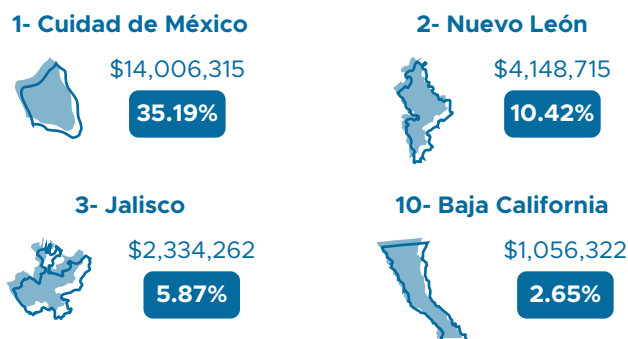 1- Cuidad de México
$14,006,315
35.19%
2- Nuevo León
$4,148,715
10.42%
3- Jalisco
$2,334,262
5.87%
10- Baja California
$1,056,322
2.65%